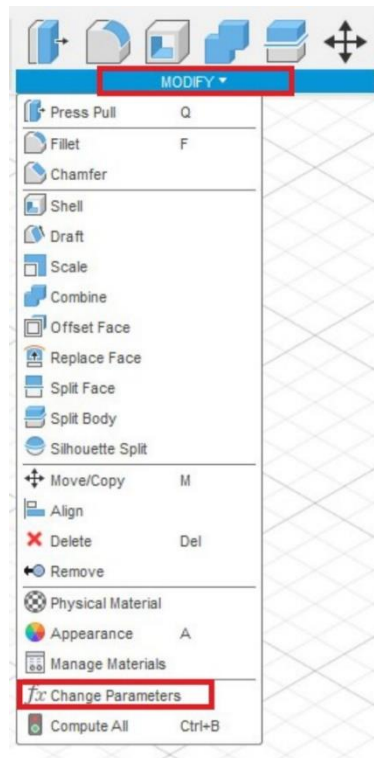 MODIFY
Press Pull Q
Fillet F
Chamfer
Shell
Draft
Scale
Combine
Offset Face
Replace Face
Split Face
Split Body
Silhouette Split
Move/Copy M
Align
Delete Del
Remove
Physical Material
Appearance A
Manage Materials
fx Change Parameters
Compute All Ctrl+B